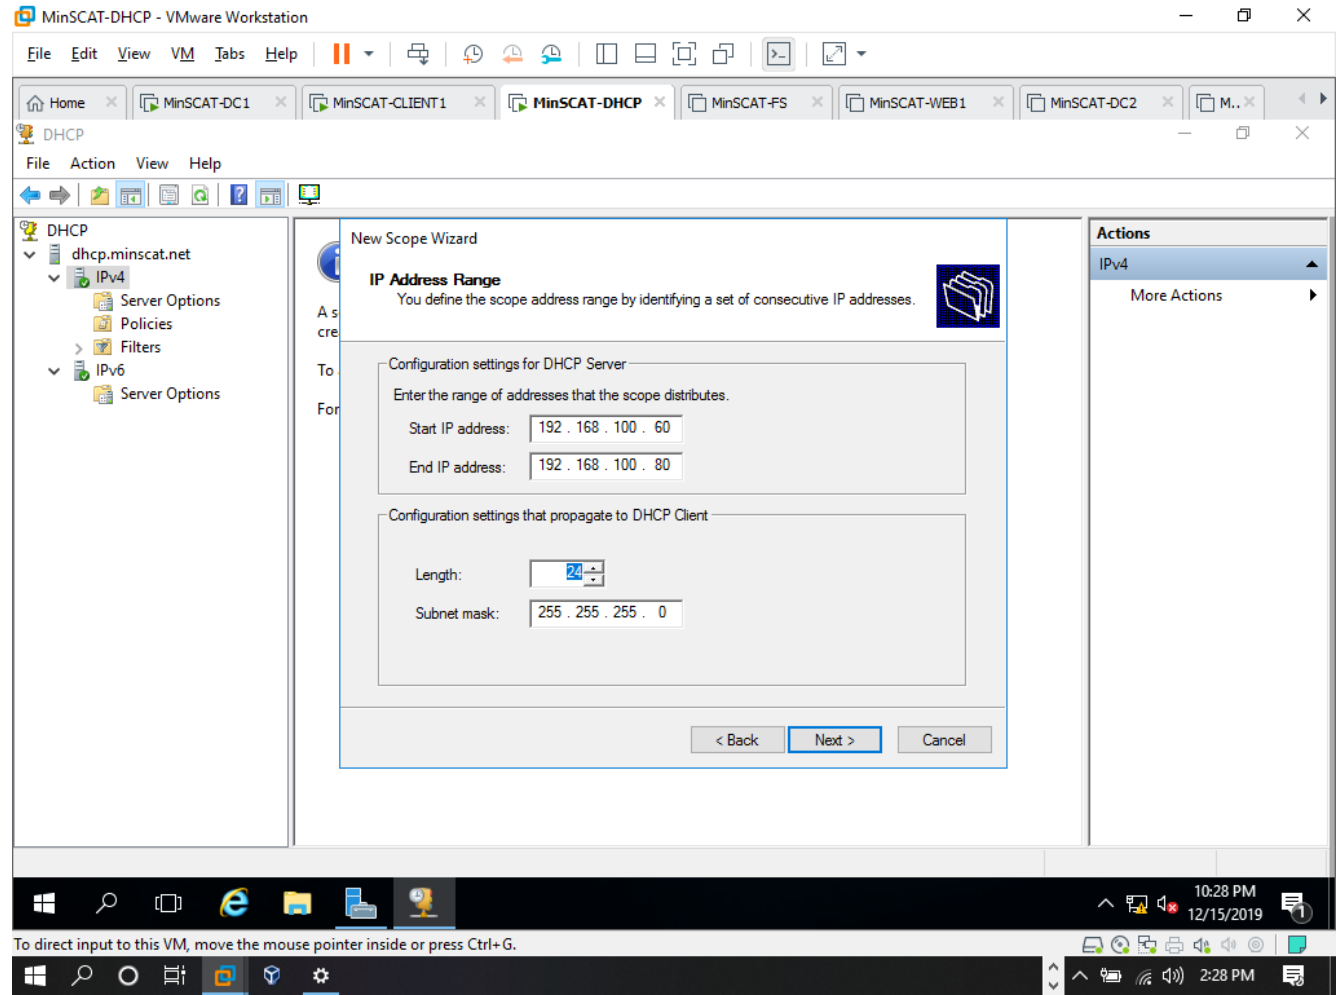 MinSCAT-DHCP - VMware Workstation
File Edit View VM Tabs Help
Home MinSCAT-DC1 MinSCAT-CLIENT1 MinSCAT-DHCP MinSCAT-FS MinSCAT-WEB1 MinSCAT-DC2 M..
DHCP
File Action View Help
DHCP
dhcp.minscat.net
IPv4
Server Options
Policies
Filters
IPv6
Server Options
A s
cre
To
For
New Scope Wizard
IP Address Range
You define the scope address range by identifying a set of consecutive IP addresses.
Configuration settings for DHCP Server
Enter the range of addresses that the scope distributes.
Start IP address: 192 . 168 . 100 . 60
End IP address: 192 . 168 . 100 . 80
Configuration settings that propagate to DHCP Client
Length: 24
Subnet mask: 255 . 255 . 255 . 0
< Back Next > Cancel
Actions
IPv4
More Actions
10:28 PM
12/15/2019
1
To direct input to this VM, move the mouse pointer inside or press Ctrl+G.
2:28 PM